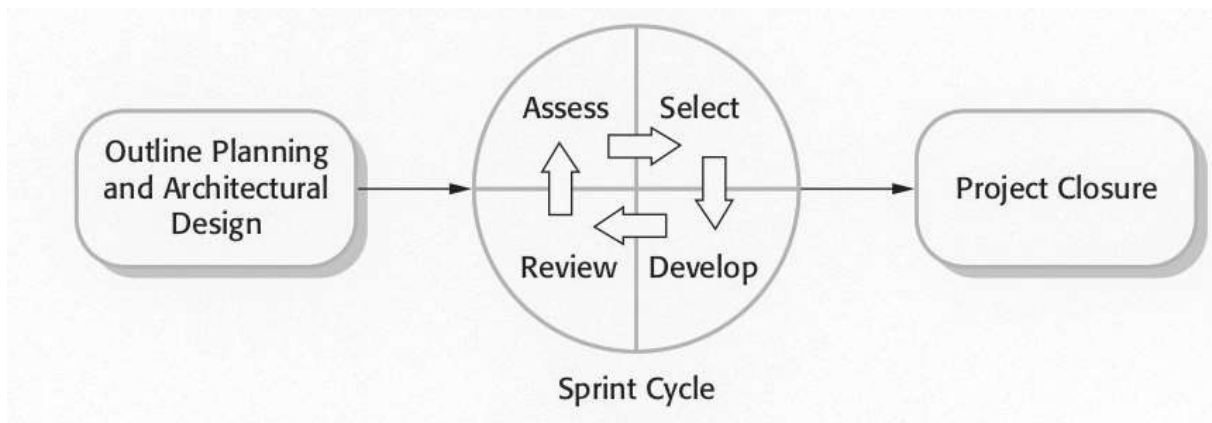 Outline Planning
and Architectural
Design
Assess
Select
Review
Develop
Sprint Cycle
Project Closure